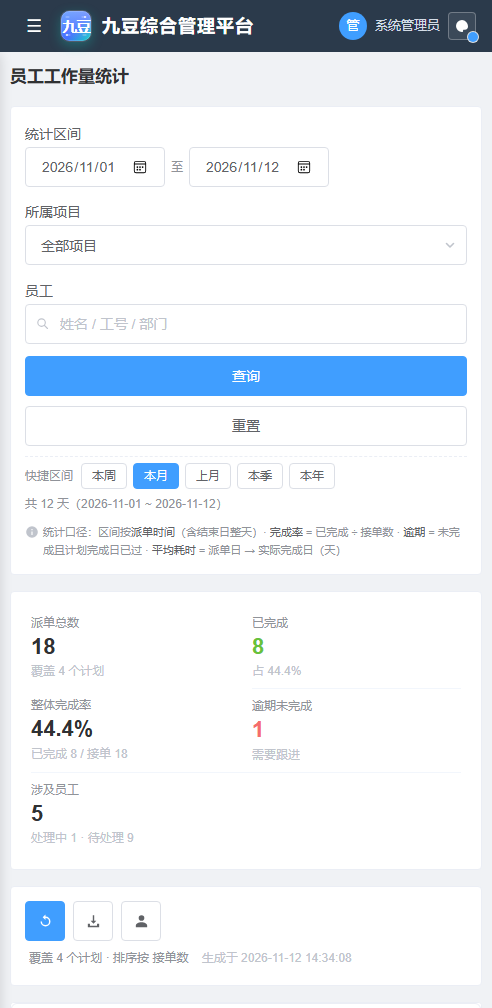 九豆 九豆综合管理平台 管 系统管理员
员工工作量统计
统计区间
2026/11/01 至 2026/11/12
所属项目
全部项目
员工
姓名 / 工号 / 部门
查询
重置
快捷区间 本周 本月 上月 本季 本年
共 12 天（2026-11-01 ~ 2026-11-12）
统计口径：区间按派单时间（含结束日整天）· 完成率 = 已完成 ÷ 接单数 · 逾期 = 未完
成且计划完成日已过 · 平均耗时 = 派单日 → 实际完成日（天）
派单总数
18
覆盖 4 个计划
已完成
8
占 44.4%
整体完成率
44.4%
已完成 8 / 接单 18
逾期未完成
1
需要跟进
涉及员工
5
处理中 1 · 待处理 9
覆盖 4 个计划 · 排序按 接单数 生成于 2026-11-12 14:34:08